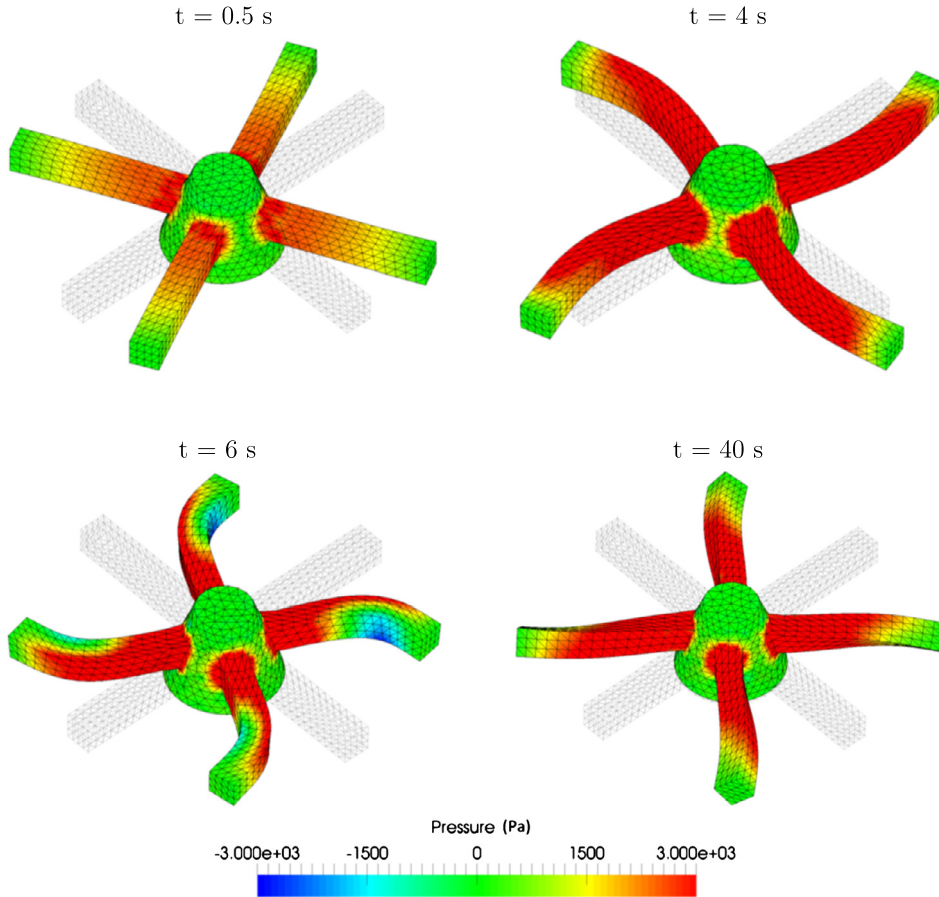 t = 0.5 s
t = 4 s
t = 6 s
t = 40 s
Pressure (Pa)
-3.000e+03 -1500 0 1500 3.000e+03